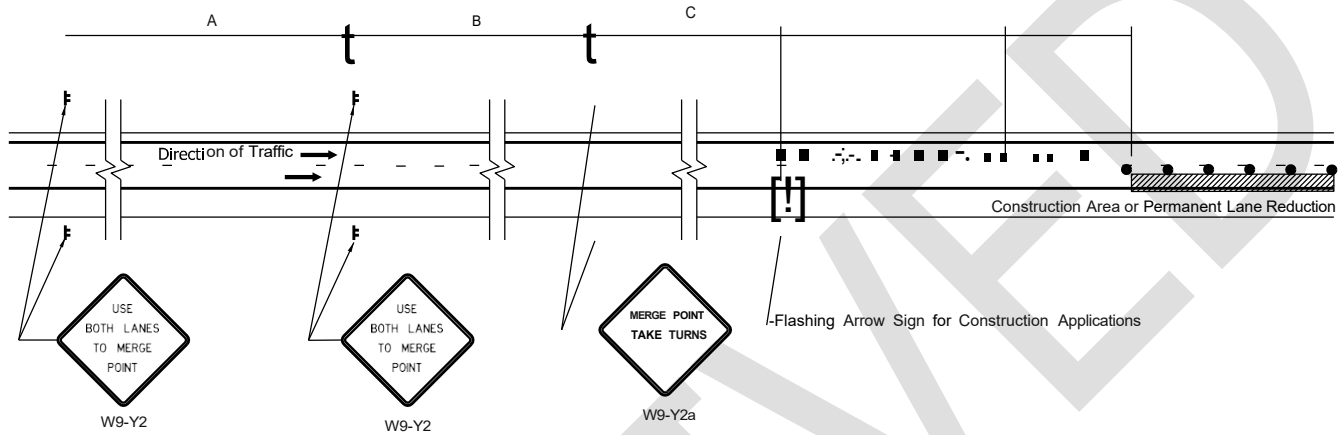 A
B
C
t
t
Direction of Traffic
[!]
Construction Area or Permanent Lane Reduction
USE
BOTH LANES
TO MERGE
POINT
W9-Y2
USE
BOTH LANES
TO MERGE
POINT
W9-Y2
MERGE POINT
TAKE TURNS
W9-Y2a
-Flashing Arrow Sign for Construction Applications